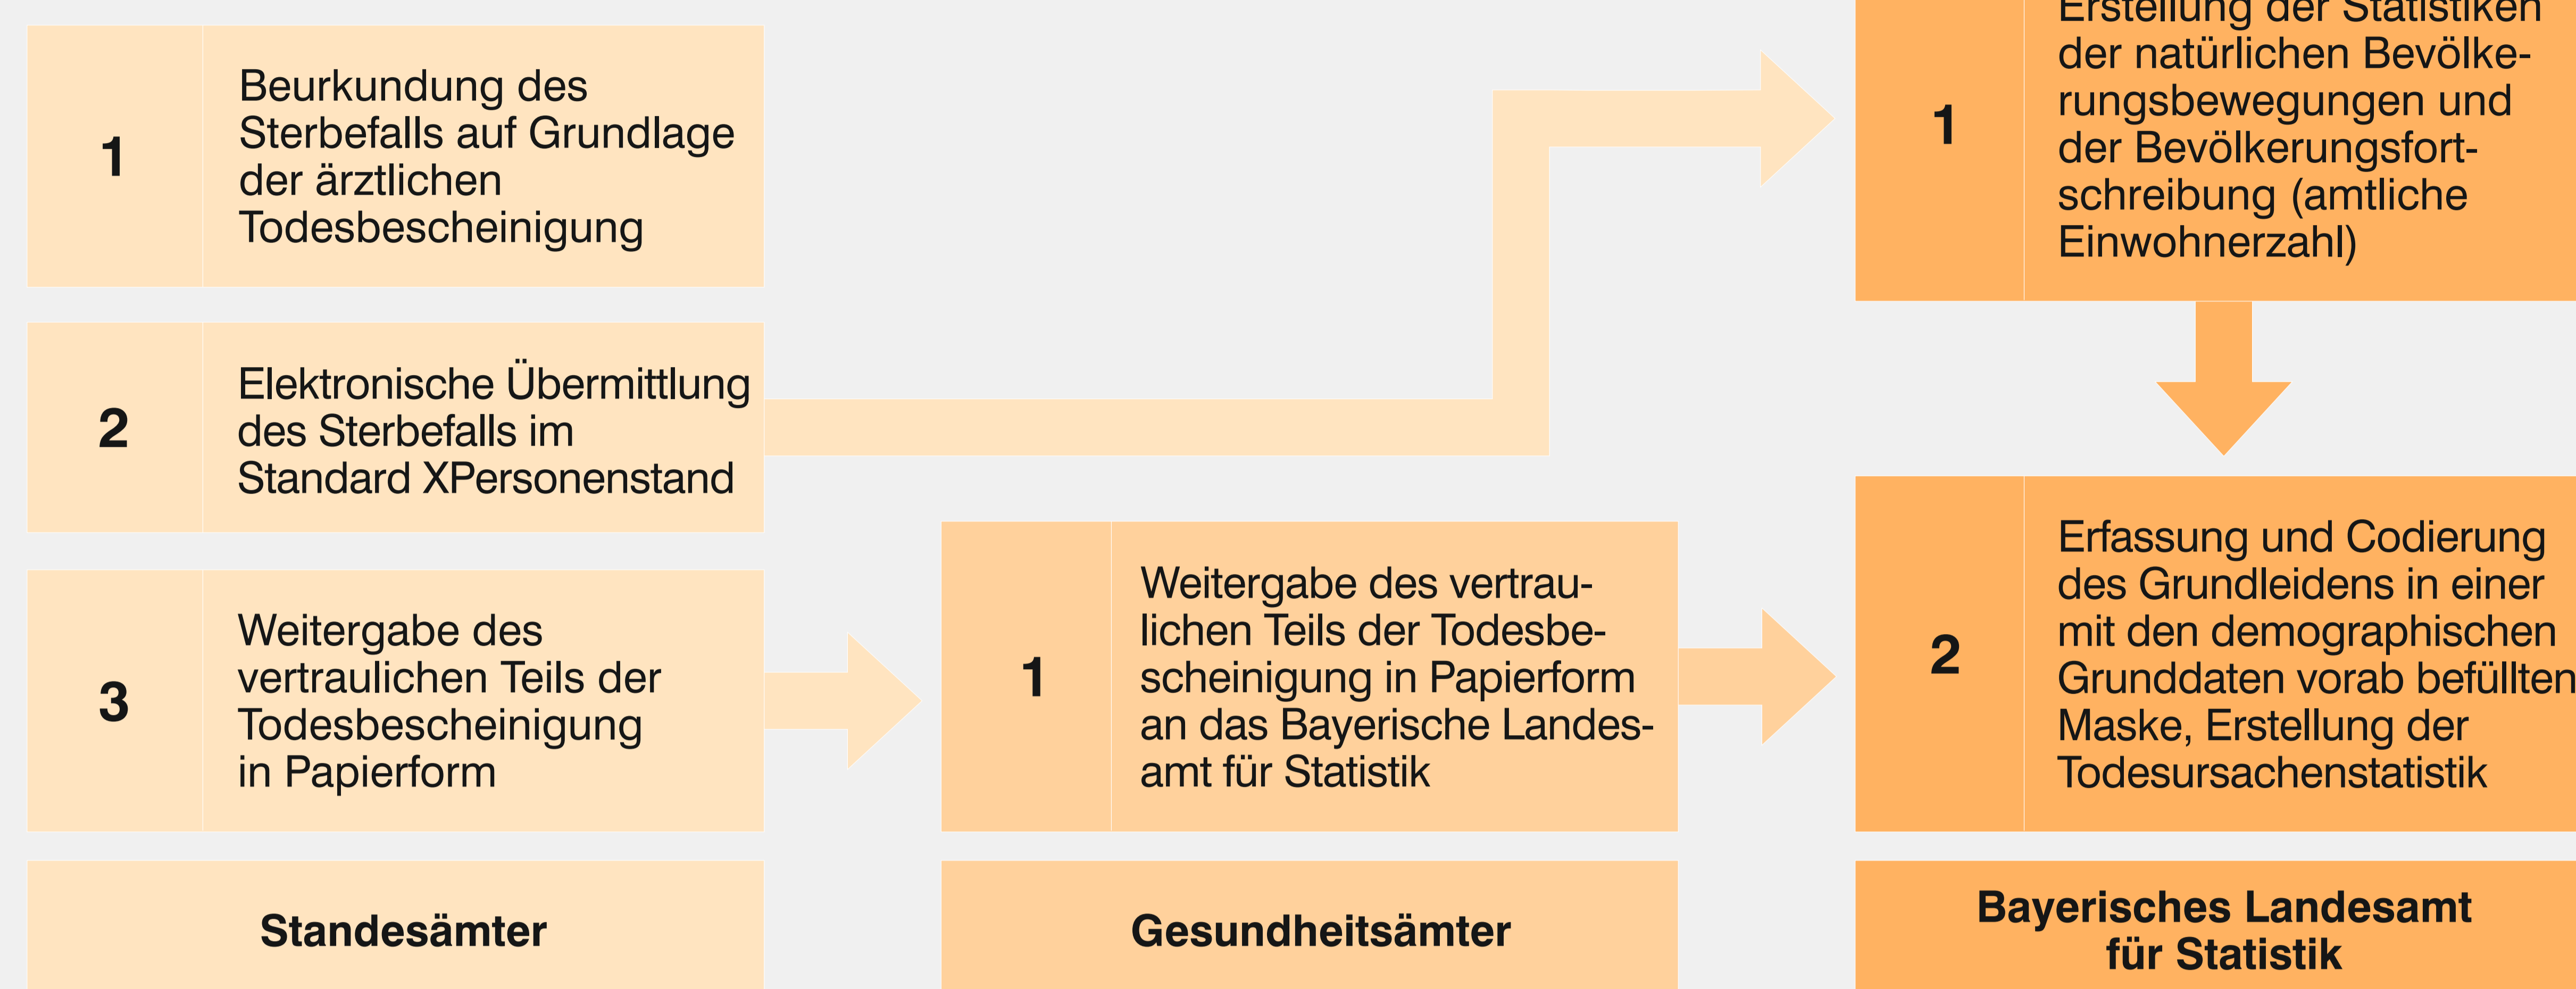 1
Beurkundung des
Sterbefalls auf Grundlage
der ärztlichen
Todesbescheinigung
2
Elektronische Übermittlung
des Sterbefalls im
Standard XPersonenstand
3
Weitergabe des
vertraulichen Teils der
Todesbescheinigung
in Papierform
Standesämter
1
Weitergabe des vertrau-
lichen Teils der Todesbe-
scheinigung in Papierform
an das Bayerische Landes-
amt für Statistik
Gesundheitsämter
1
Erstellung der Statistiken
der natürlichen Bevölke-
rungsbewegungen und
der Bevölkerungsfort-
schreibung (amtliche
Einwohnerzahl)
2
Erfassung und Codierung
des Grundleidens in einer
mit den demographischen
Grunddaten vorab befüllten
Maske, Erstellung der
Todesursachenstatistik
Bayerisches Landesamt
für Statistik